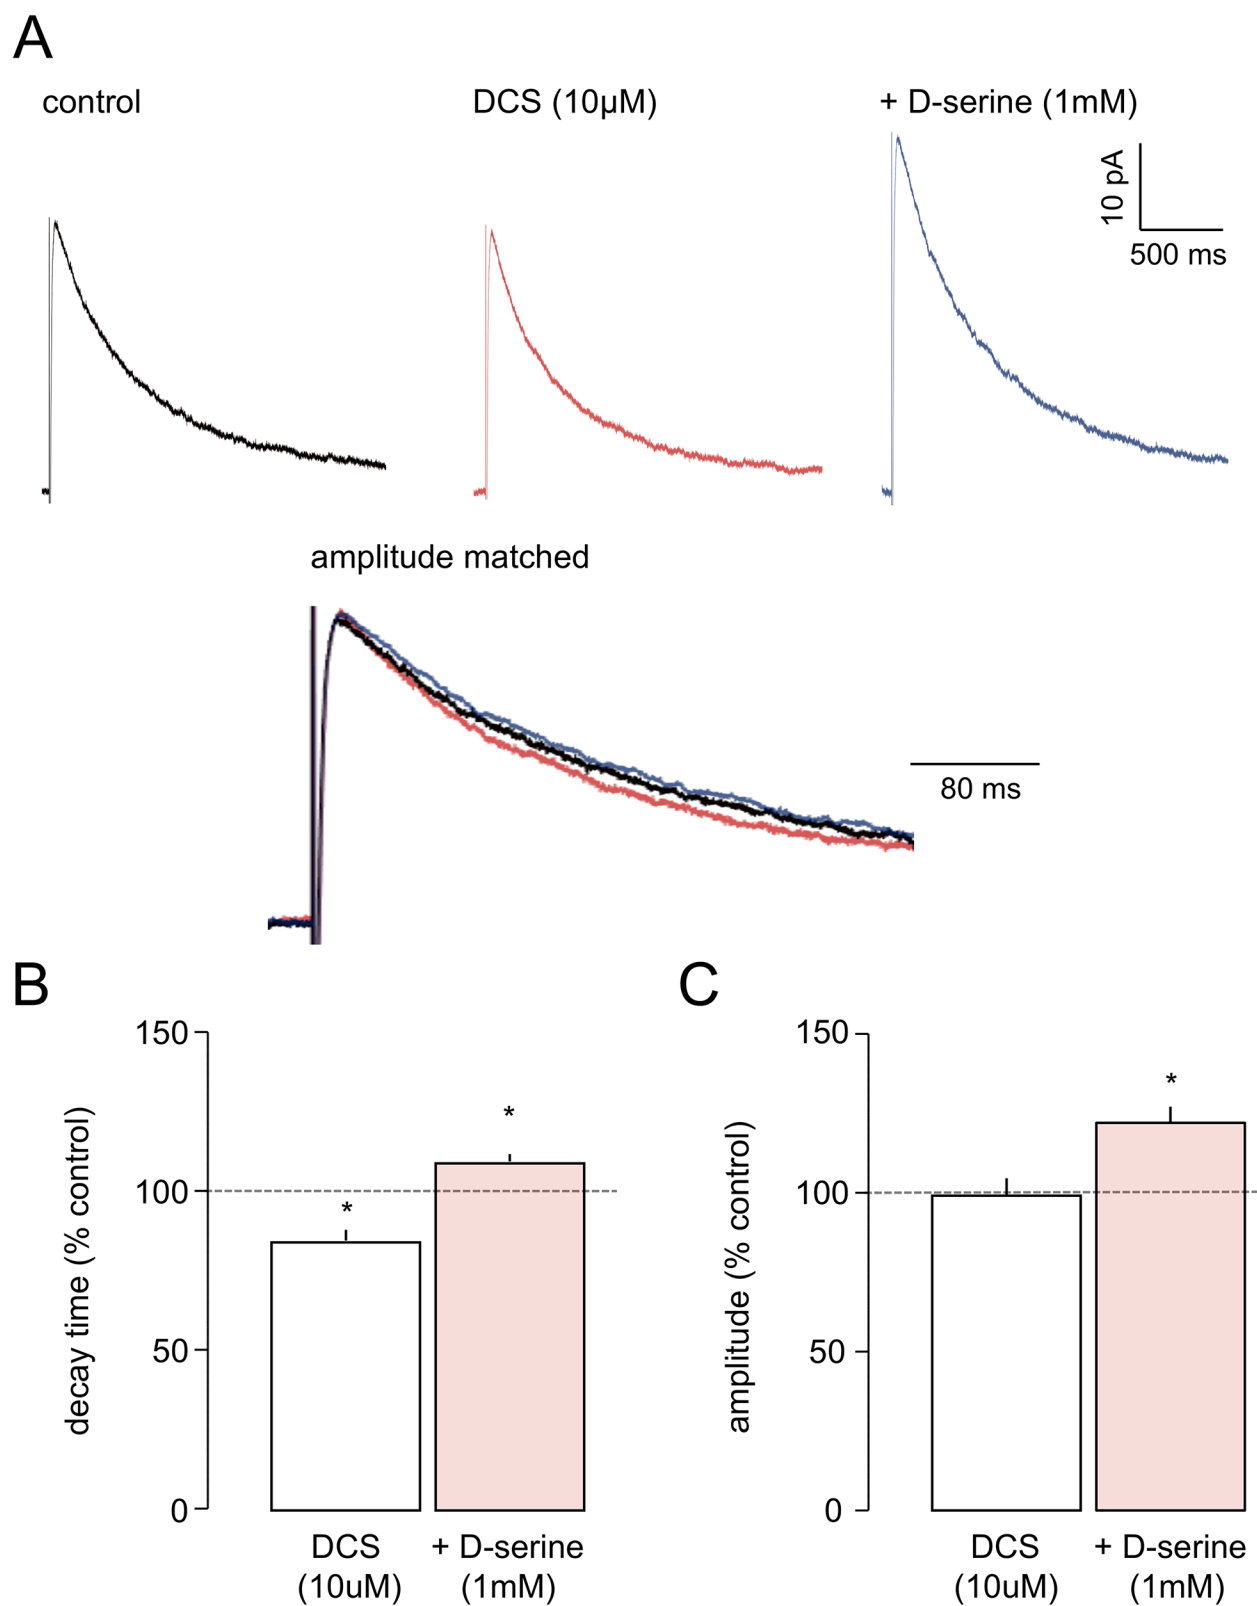 A
control
DCS (10µM)
+ D-serine (1mM)
10 pA
500 ms
amplitude matched
80 ms
B
decay time (% control)
150
100
50
0
*
*
DCS
(10uM)
+ D-serine
(1mM)
C
amplitude (% control)
150
100
50
0
*
DCS
(10uM)
+ D-serine
(1mM)